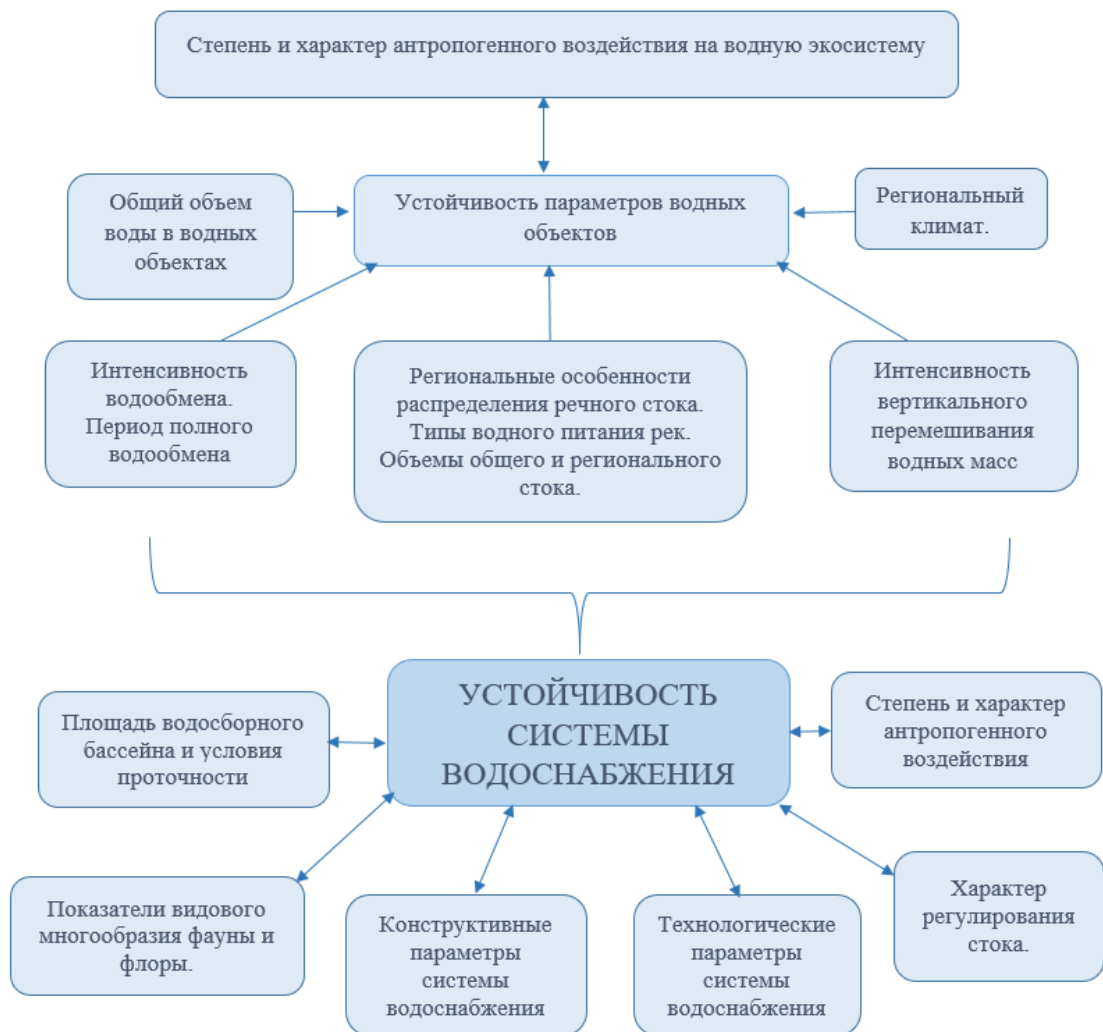 Степень и характер антропогенного воздействия на водную экосистему
Общий объем
воды в водных
объектах
Устойчивость параметров водных
объектов
Региональный
климат.
Интенсивность
водообмена.
Период полного
водообмена
Региональные особенности
распределения речного стока.
Типы водного питания рек.
Объемы общего и регионального
стока.
Интенсивность
вертикального
перемешивания
водных масс
УСТОЙЧИВОСТЬ
СИСТЕМЫ
ВОДОСНАБЖЕНИЯ
Площадь водосборного
бассейна и условия
проточности
Степень и характер
антропогенного
воздействия
Показатели видового
многообразия фауны и
флоры.
Конструктивные
параметры
системы
водоснабжения
Технологические
параметры
системы
водоснабжения
Характер
регулирования
стока.